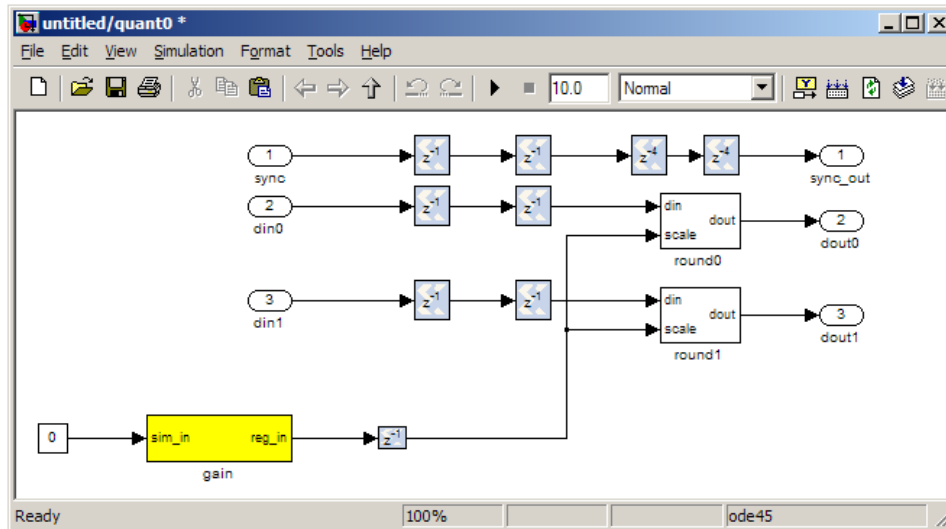 untitled/quant0 *
File Edit View Simulation Format Tools Help
10.0 Normal
1 z⁻¹ z⁻¹ z⁻⁴ z⁻⁴ 1
sync sync_out
2 z⁻¹ z⁻¹ din dout 2
din0 scale dout0
round0
3 z⁻¹ z⁻¹ din dout 3
din1 scale dout1
round1
0 sim_in reg_in z⁻¹
gain
Ready 100% ode45